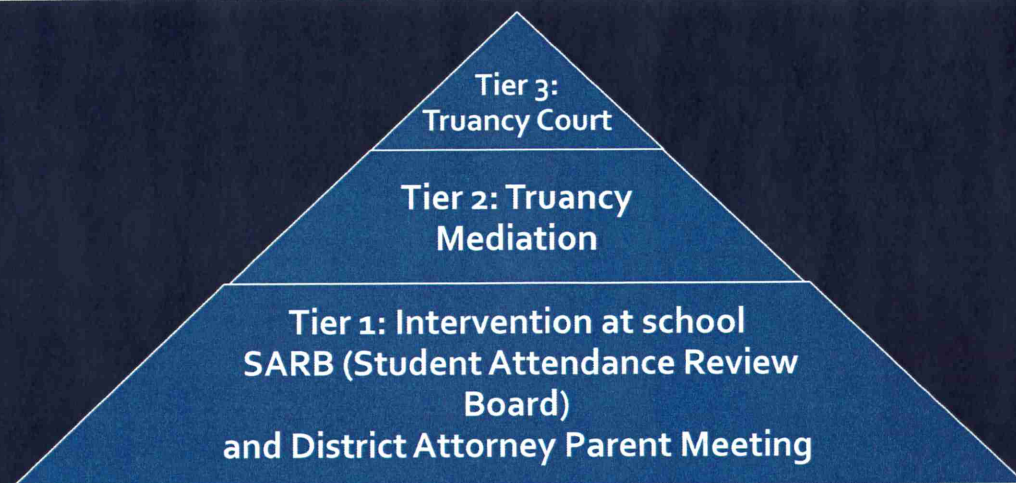 Tier 3:
Truancy Court
Tier 2: Truancy
Mediation
Tier 1: Intervention at school
SARB (Student Attendance Review
Board)
and District Attorney Parent Meeting